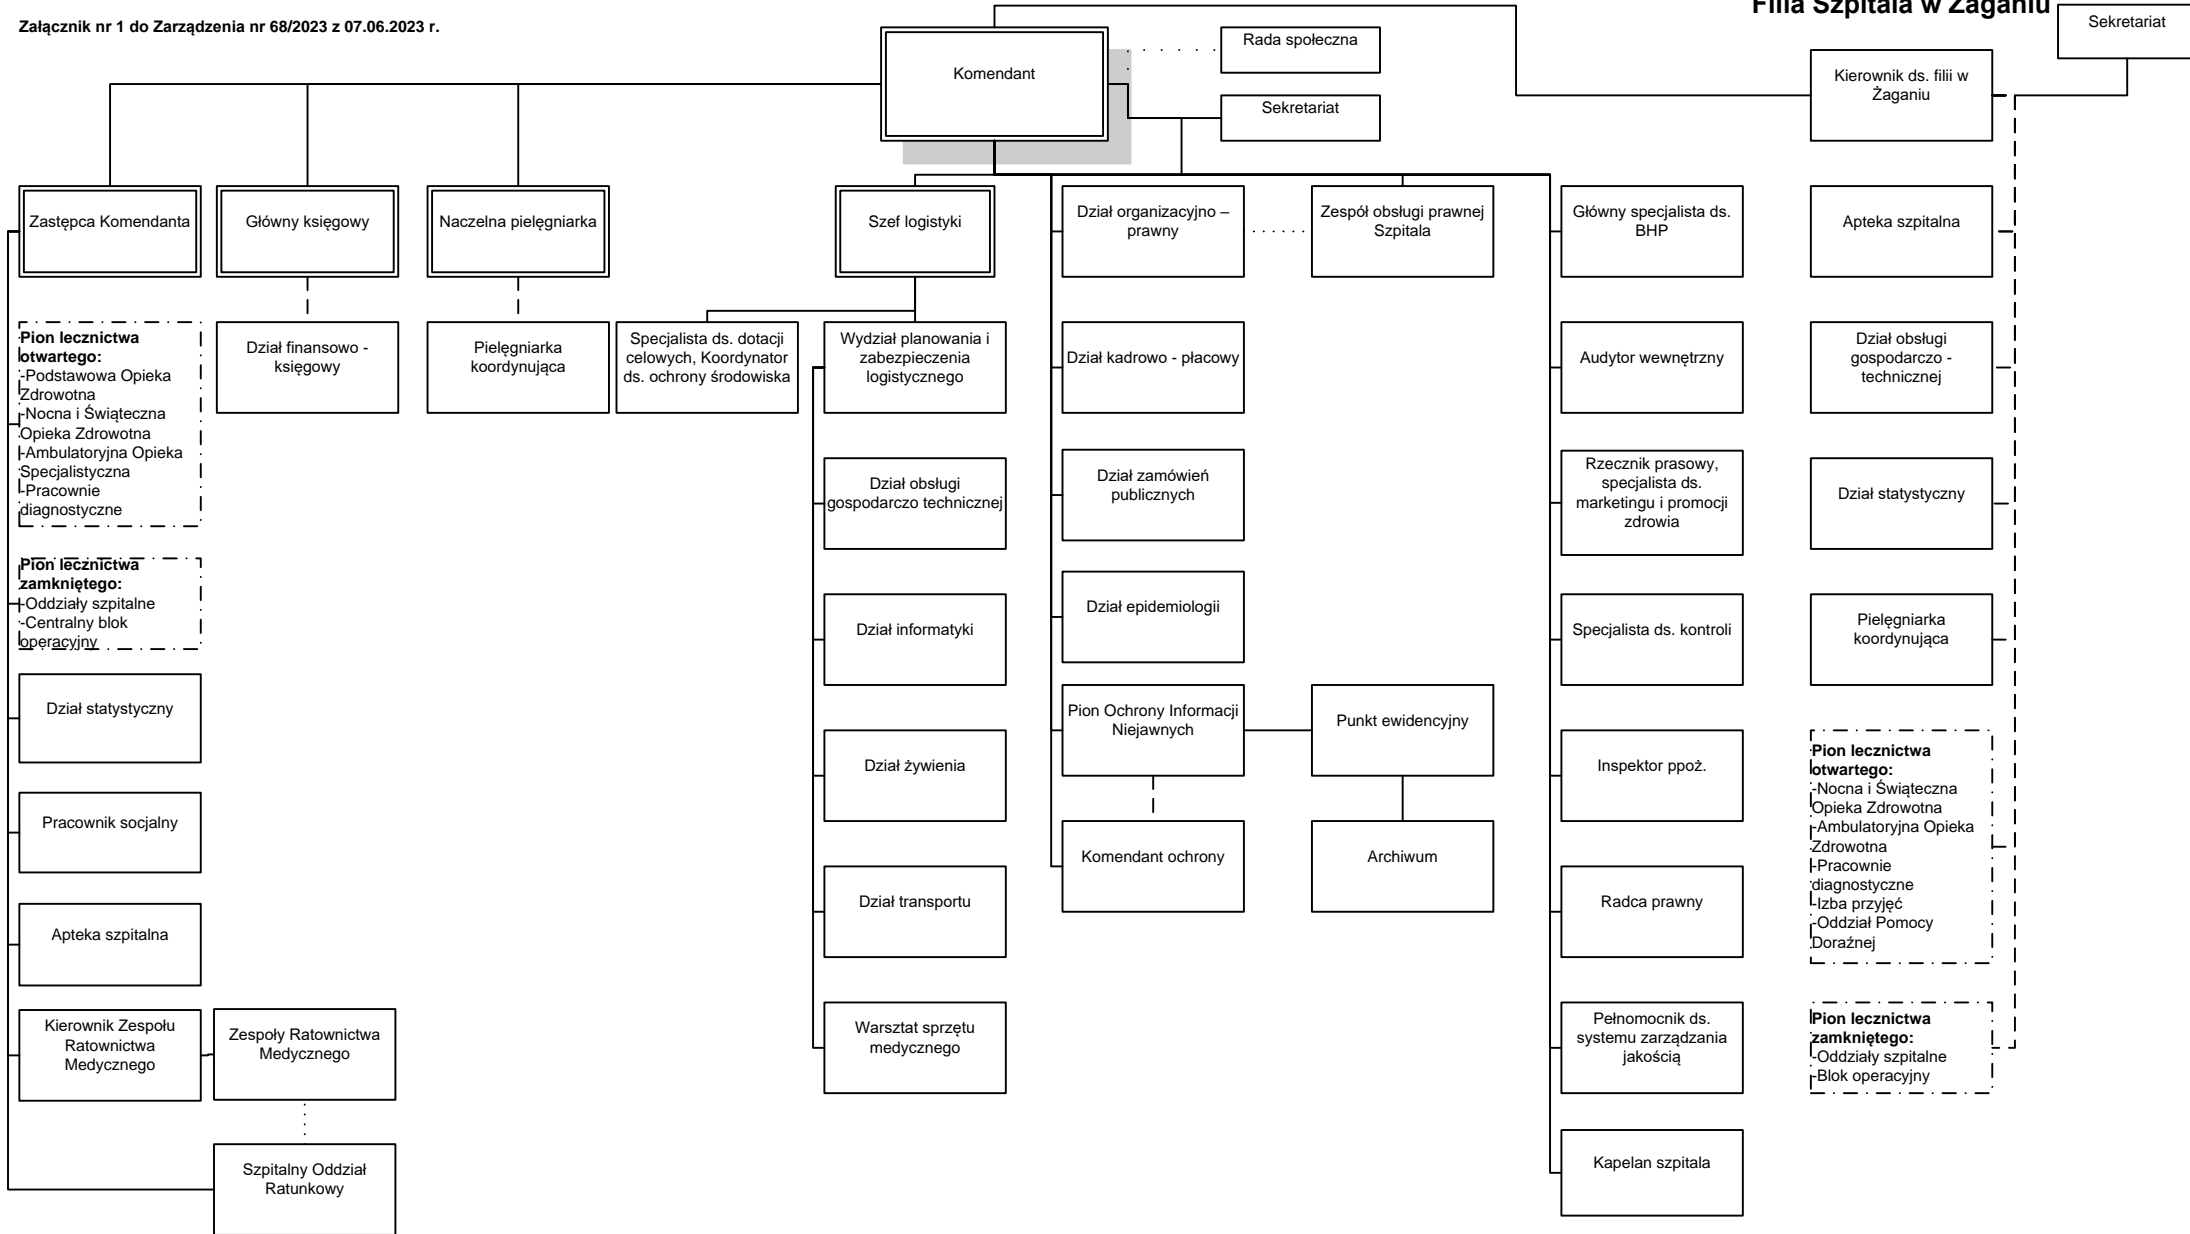 Załącznik nr 1 do Zarządzenia nr 68/2023 z 07.06.2023 r.
Filia Szpitala w Żaganiu
Sekretariat
Komendant
Rada społeczna
Sekretariat
Kierownik ds. filii w
Żaganiu
Zastępca Komendanta
Główny księgowy
Naczelna pielęgniarka
Szef logistyki
Dział organizacyjno –
prawny
Zespół obsługi prawnej
Szpitala
Główny specjalista ds.
BHP
Apteka szpitalna
Pion lecznictwa
otwartego:
-Podstawowa Opieka
Zdrowotna
-Nocna i Świąteczna
Opieka Zdrowotna
-Ambulatoryjna Opieka
Specjalistyczna
-Pracownie
diagnostyczne
Dział finansowo -
księgowy
Pielęgniarka
koordynująca
Specjalista ds. dotacji
celowych, Koordynator
ds. ochrony środowiska
Wydział planowania i
zabezpieczenia
logistycznego
Dział kadrowo - płacowy
Audytor wewnętrzny
Dział obsługi
gospodarczo -
technicznej
Dział obsługi
gospodarczo technicznej
Dział zamówień
publicznych
Rzecznik prasowy,
specjalista ds.
marketingu i promocji
zdrowia
Dział statystyczny
Pion lecznictwa
zamkniętego:
-Oddziały szpitalne
-Centralny blok
operacyjny
Dział informatyki
Dział epidemiologii
Specjalista ds. kontroli
Pielęgniarka
koordynująca
Dział statystyczny
Dział żywienia
Pion Ochrony Informacji
Niejawnych
Punkt ewidencyjny
Inspektor ppoż.
Pion lecznictwa
otwartego:
-Nocna i Świąteczna
Opieka Zdrowotna
-Ambulatoryjna Opieka
Zdrowotna
-Pracownie
diagnostyczne
-Izba przyjęć
-Oddział Pomocy
Doraźnej
Pracownik socjalny
Komendant ochrony
Archiwum
Apteka szpitalna
Dział transportu
Radca prawny
Kierownik Zespołu
Ratownictwa
Medycznego
Zespoły Ratownictwa
Medycznego
Warsztat sprzętu
medycznego
Pełnomocnik ds.
systemu zarządzania
jakością
Pion lecznictwa
zamkniętego:
-Oddziały szpitalne
-Blok operacyjny
Szpitalny Oddział
Ratunkowy
Kapelan szpitala